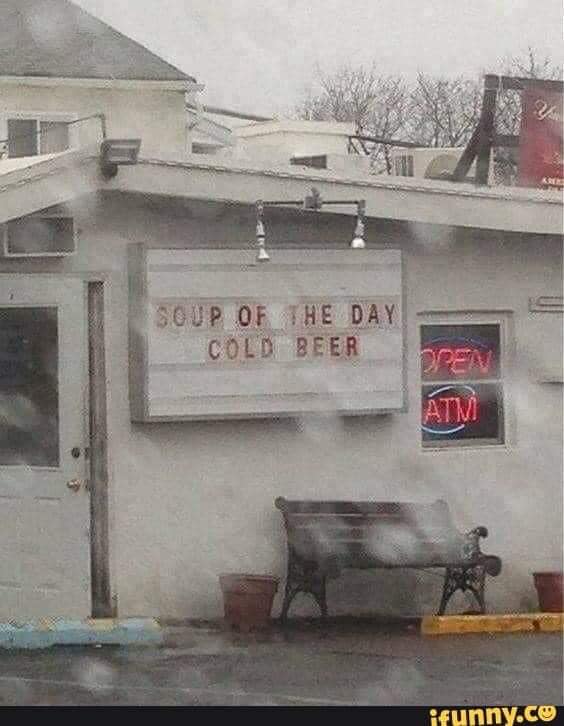 SOUP OF THE DAY
COLD BEER
OPEN
ATM
ifunny.co